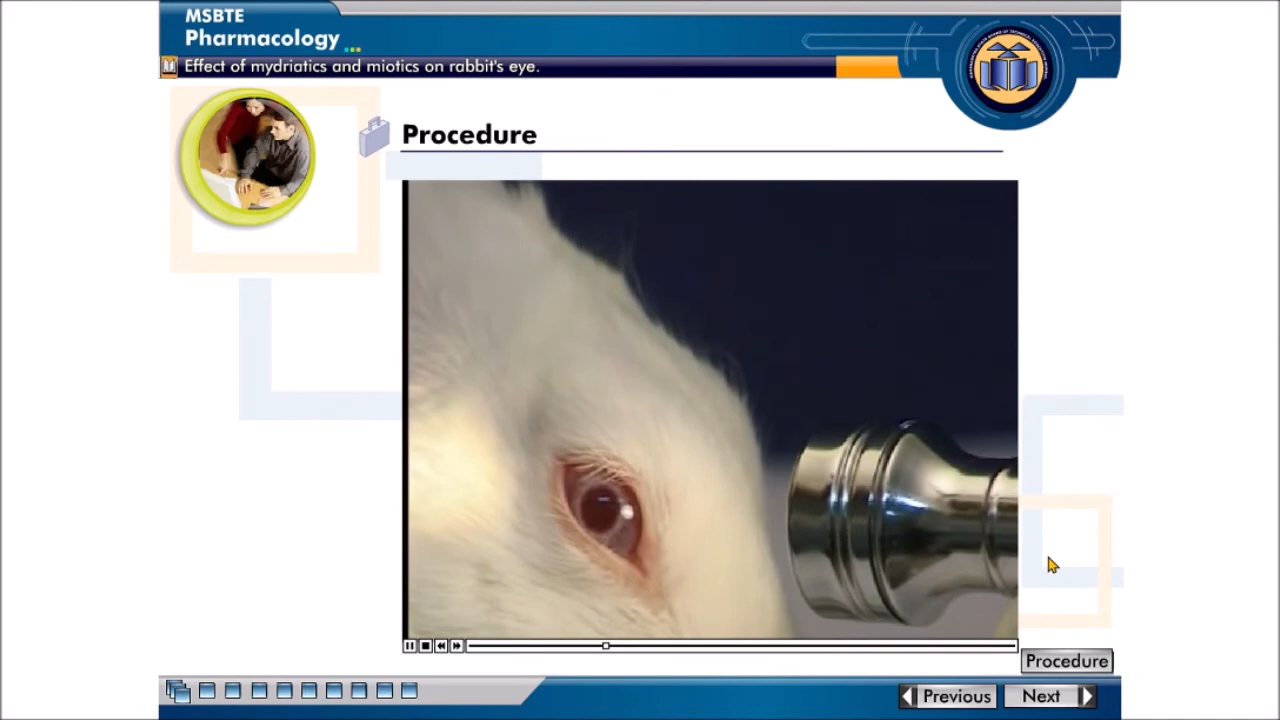 MSBTE
Pharmacology
Effect of mydriatics and miotics on rabbit's eye.
Procedure
Procedure
Previous
Next